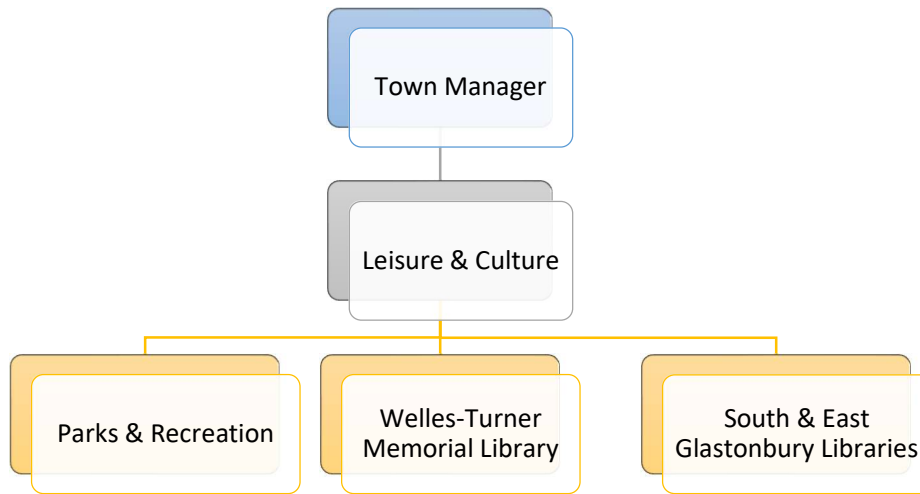 Town Manager
Leisure & Culture
Parks & Recreation
Welles-Turner
Memorial Library
South & East
Glastonbury Libraries